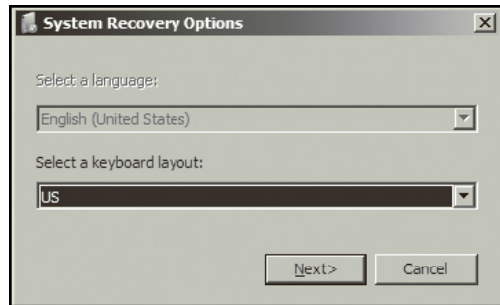 System Recovery Options
Select a language:
English (United States)
Select a keyboard layout:
US
Next> Cancel